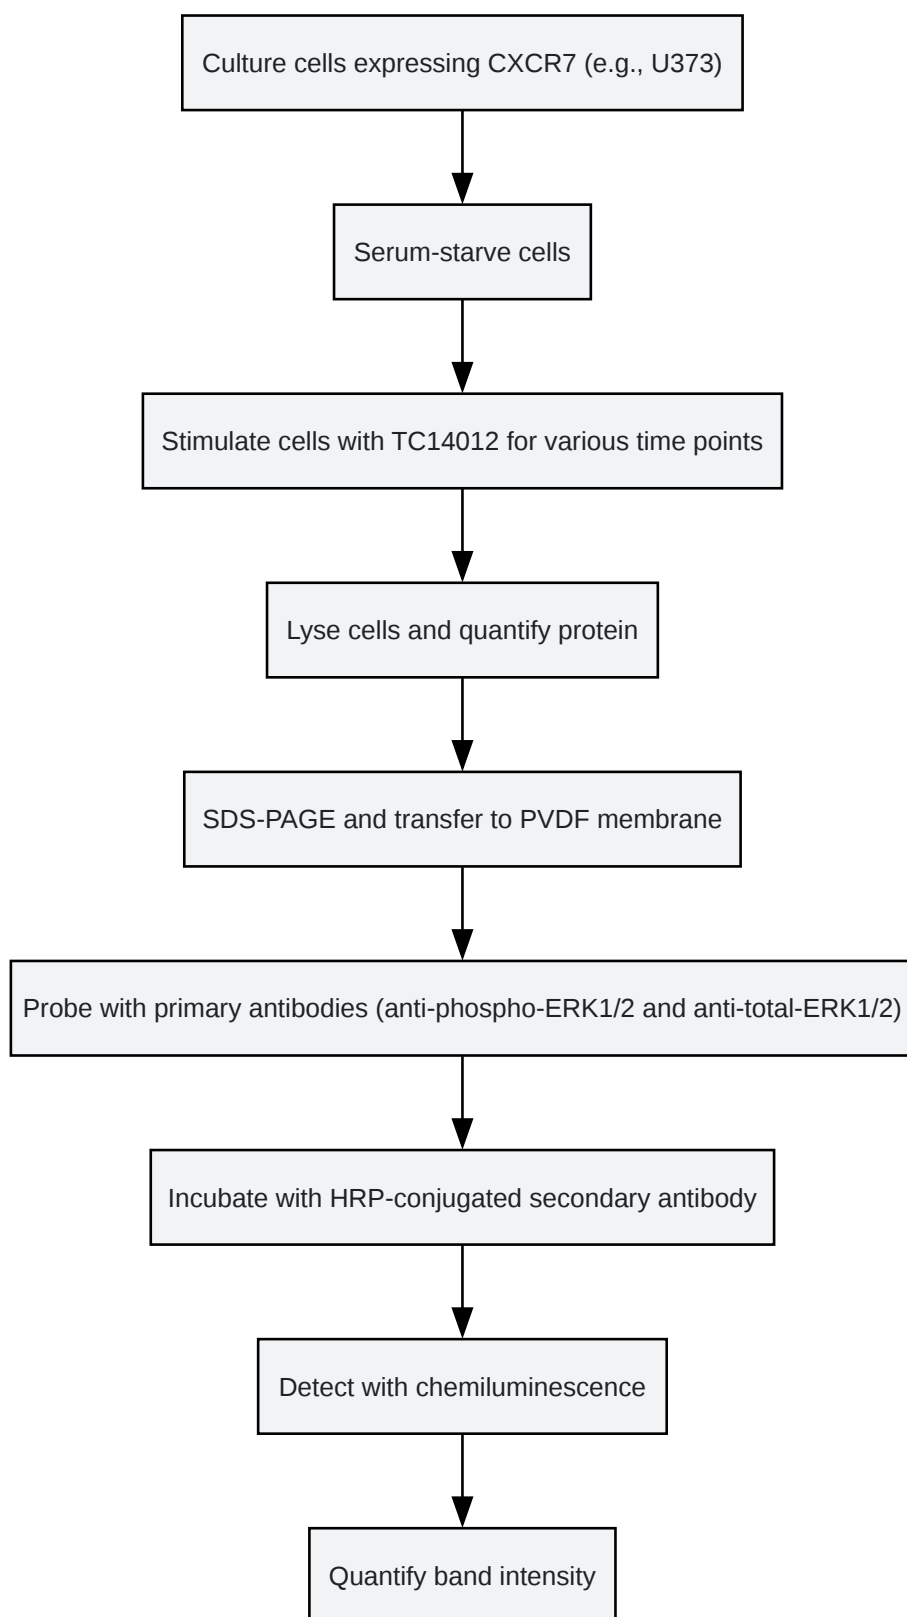 Culture cells expressing CXCR7 (e.g., U373)
Serum-starve cells
Stimulate cells with TC14012 for various time points
Lyse cells and quantify protein
SDS-PAGE and transfer to PVDF membrane
Probe with primary antibodies (anti-phospho-ERK1/2 and anti-total-ERK1/2)
Incubate with HRP-conjugated secondary antibody
Detect with chemiluminescence
Quantify band intensity